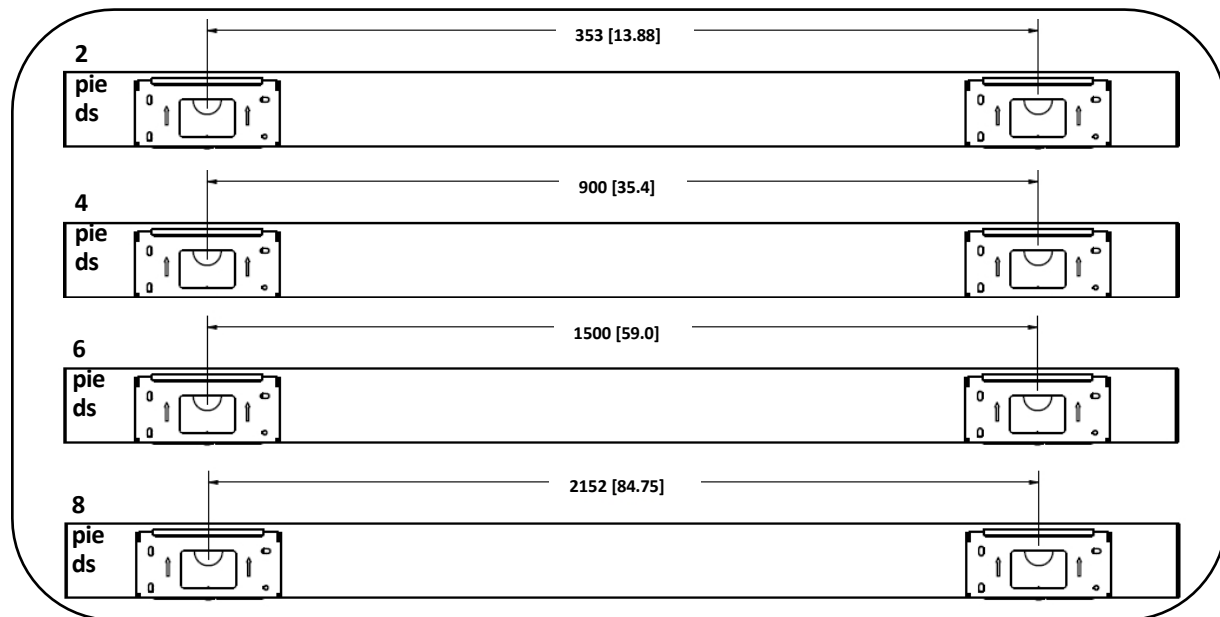 353 [13.88]
2
pie
ds
900 [35.4]
4
pie
ds
1500 [59.0]
6
pie
ds
2152 [84.75]
8
pie
ds